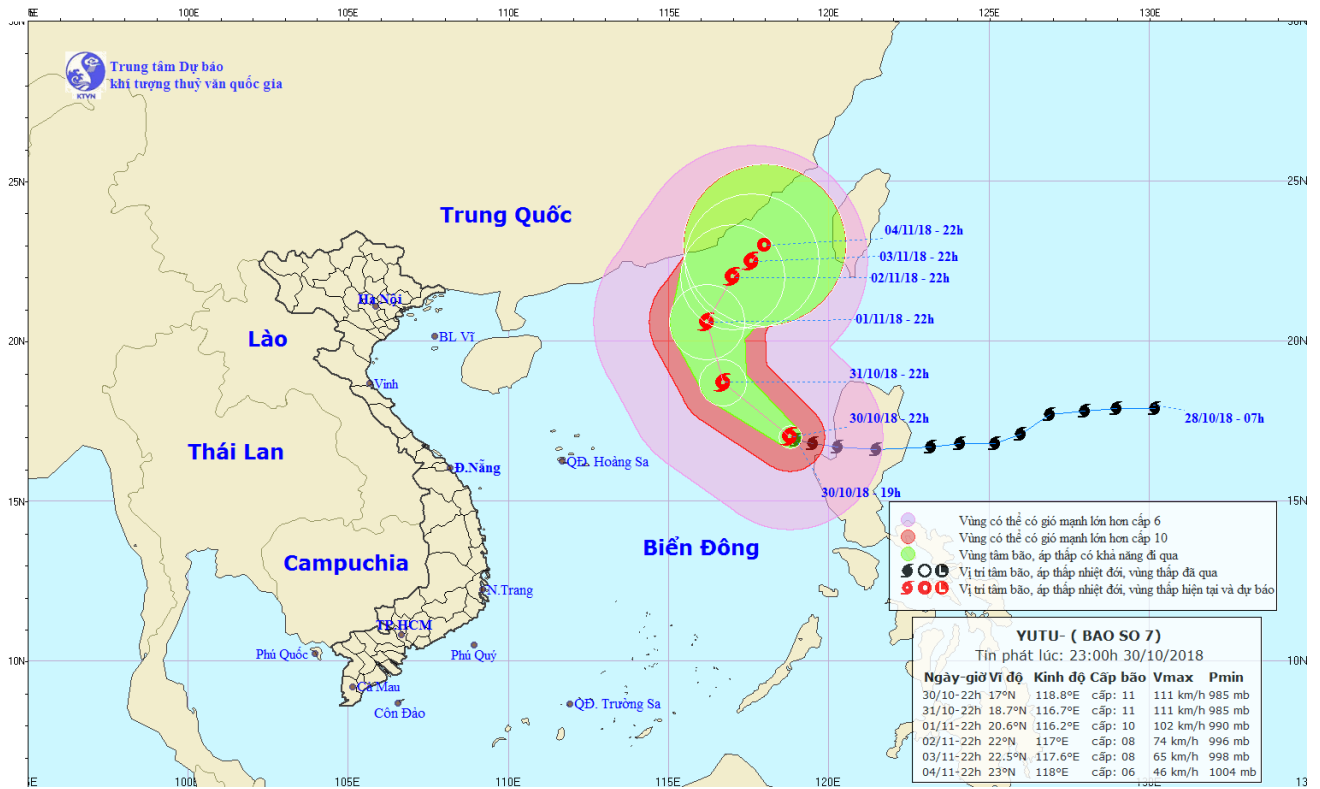 100E 105E 110E 115E 120E 125E 130E
Trung tâm Dự báo
khí tượng thuỷ văn quốc gia
KTVN
25N 25N
Trung Quốc
04/11/18 - 22h
03/11/18 - 22h
02/11/18 - 22h
01/11/18 - 22h
Hà Nội
Lào
BL Vĩ
20N 20N
31/10/18 - 22h
Vinh
30/10/18 - 22h
28/10/18 - 07h
Thái Lan
Đ.Nẵng
QĐ. Hoàng Sa
30/10/18 - 19h
15N 15N
Biển Đông
Campuchia
N.Trang
TP.HCM
Phú Quốc
Phú Quý
10N 10N
Cà Mau
Côn Đảo
QĐ. Trường Sa
Vùng có thể có gió mạnh lớn hơn cấp 6
Vùng có thể có gió mạnh lớn hơn cấp 10
Vùng tâm bão, áp thấp có khả năng đi qua
Vị trí tâm bão, áp thấp nhiệt đới, vùng thấp đã qua
Vị trí tâm bão, áp thấp nhiệt đới, vùng thấp hiện tại và dự báo
YUTU- ( BAO SO 7)
Tin phát lúc: 23:00h 30/10/2018
Ngày-giờ Vĩ độ Kinh độ Cấp bão Vmax Pmin
30/10-22h 17°N 118.8°E cấp: 11 111 km/h 985 mb
31/10-22h 18.7°N 116.7°E cấp: 11 111 km/h 985 mb
01/11-22h 20.6°N 116.2°E cấp: 10 102 km/h 990 mb
02/11-22h 22°N 117°E cấp: 08 74 km/h 996 mb
03/11-22h 22.5°N 117.6°E cấp: 08 65 km/h 998 mb
04/11-22h 23°N 118°E cấp: 06 46 km/h 1004 mb
100E 105E 110E 115E 120E